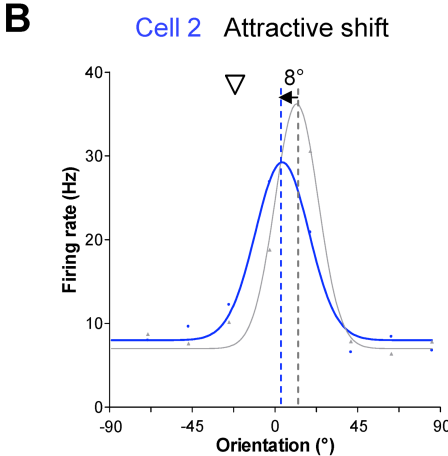 B
Cell 2 Attractive shift
8°
40
30
20
10
0
Firing rate (Hz)
-90 -45 0 45 90
Orientation (°)